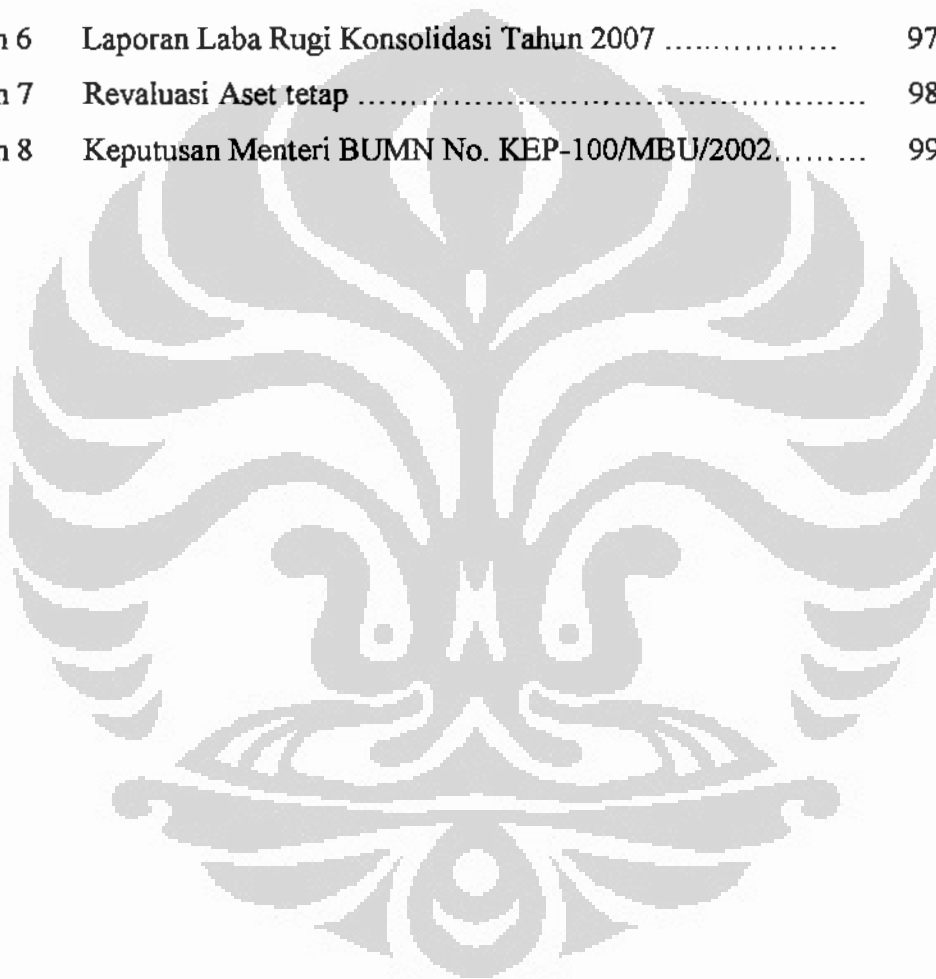 n 6 Laporan Laba Rugi Konsolidasi Tahun 2007 ................. 97
n 7 Revaluasi Aset tetap ................................................... 98
n 8 Keputusan Menteri BUMN No. KEP-100/MBU/2002......... 99